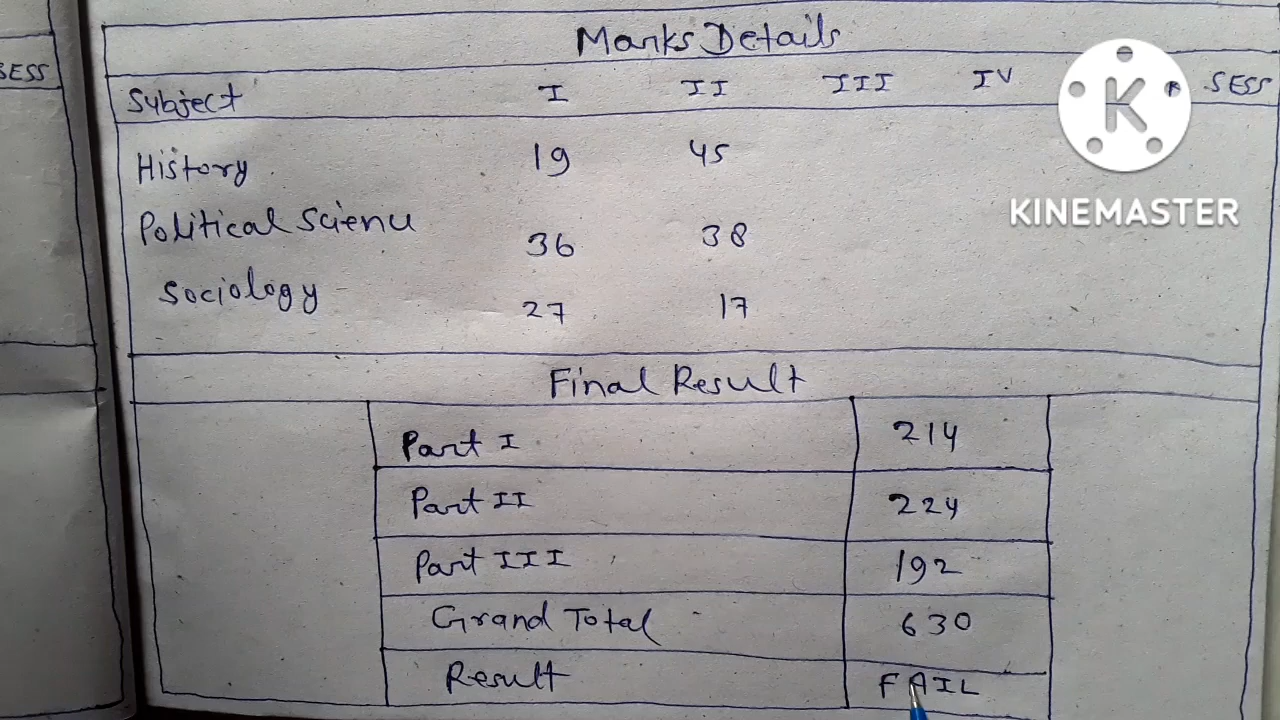 Marks Details
SESS
Subject I II III IV SESS
History 19 45
Political Science 36 38
Sociology 27 17
Final Result
Part I 214
Part II 224
Part III 192
Grand Total 630
Result FAIL
K
KINEMASTER